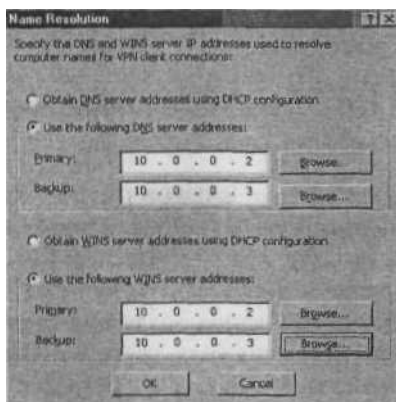 Name Resolution
Specify the DNS and WINS server IP addresses used to resolve
computer names for VPN client connections:
Obtain DNS server addresses using DHCP configuration
Use the following DNS server addresses:
Primary: 10 . 0 . 0 . 2 Browse...
Backup: 10 . 0 . 0 . 3 Browse...
Obtain WINS server addresses using DHCP configuration
Use the following WINS server addresses:
Primary: 10 . 0 . 0 . 2 Browse...
Backup: 10 . 0 . 0 . 3 Browse...
OK Cancel